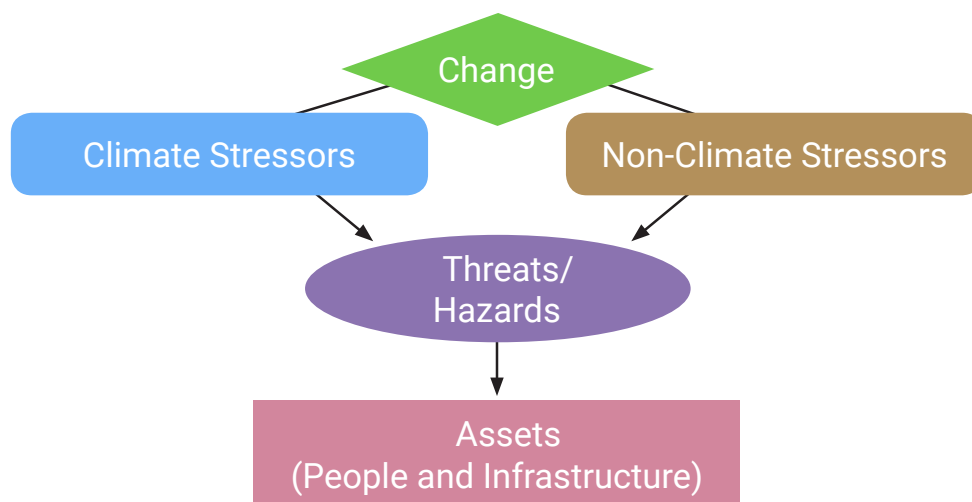 Change
Climate Stressors
Non-Climate Stressors
Threats/
Hazards
Assets
(People and Infrastructure)